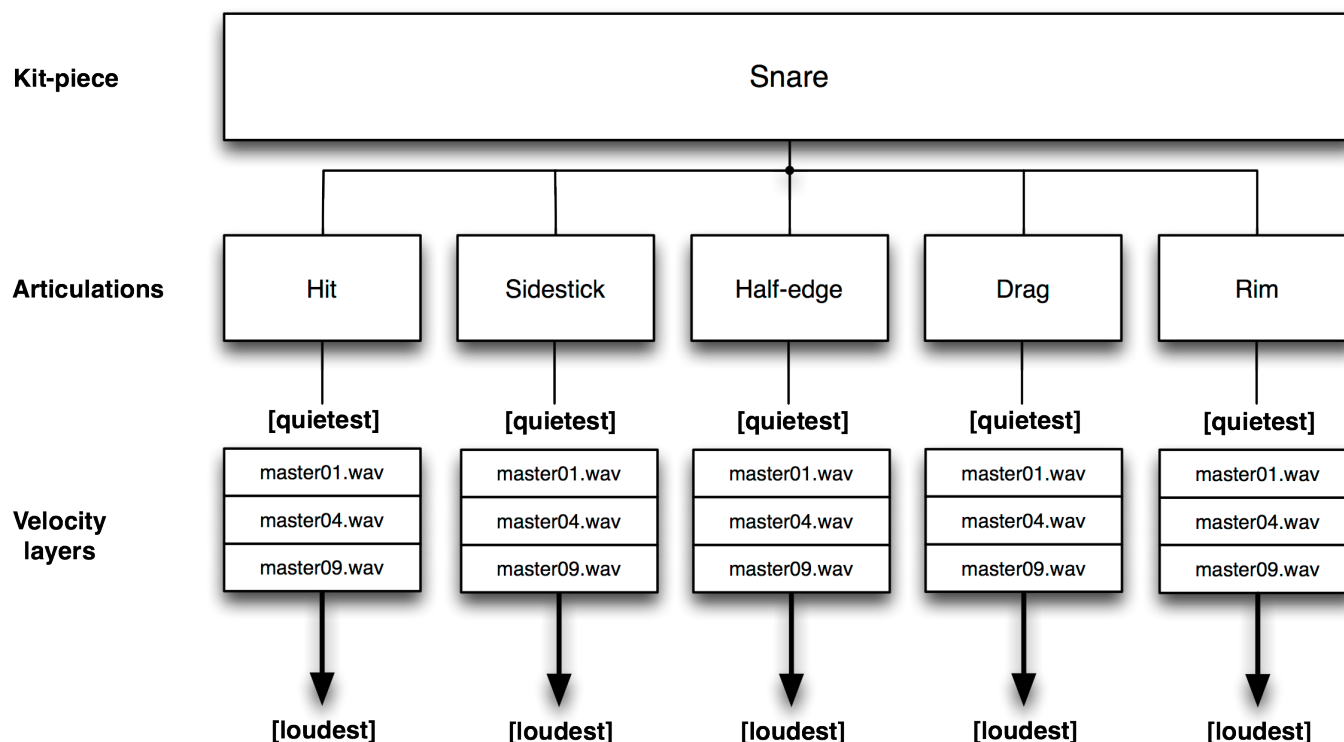 Kit-piece
Snare
Articulations
Hit
Sidestick
Half-edge
Drag
Rim
[quietest]
[quietest]
[quietest]
[quietest]
[quietest]
Velocity
layers
master01.wav
master04.wav
master09.wav
master01.wav
master04.wav
master09.wav
master01.wav
master04.wav
master09.wav
master01.wav
master04.wav
master09.wav
master01.wav
master04.wav
master09.wav
[loudest]
[loudest]
[loudest]
[loudest]
[loudest]